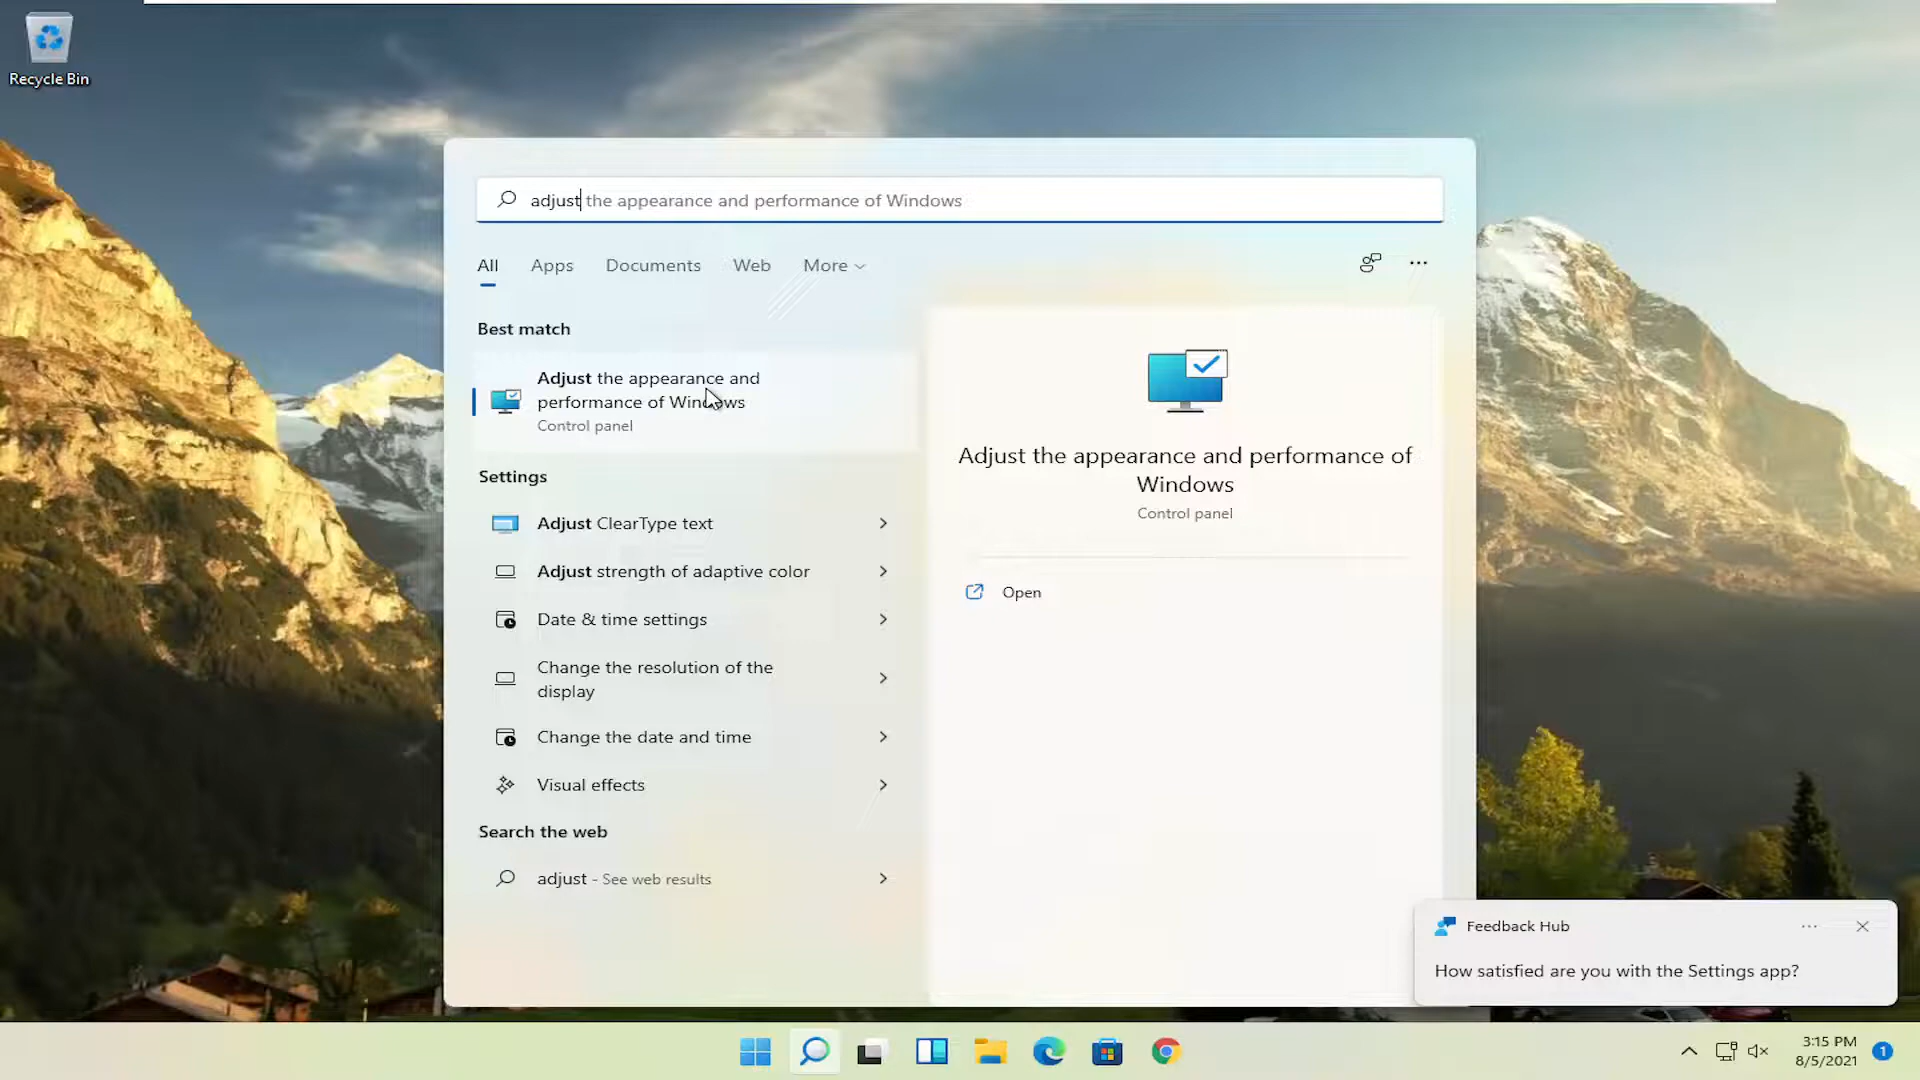 Recycle Bin
adjust the appearance and performance of Windows
All Apps Documents Web More
Best match
Adjust the appearance and
performance of Windows
Control panel
Settings
Adjust ClearType text
Adjust strength of adaptive color
Date & time settings
Change the resolution of the
display
Change the date and time
Visual effects
Search the web
adjust - See web results
Adjust the appearance and performance of
Windows
Control panel
Open
Feedback Hub
How satisfied are you with the Settings app?
3:15 PM
8/5/2021
1